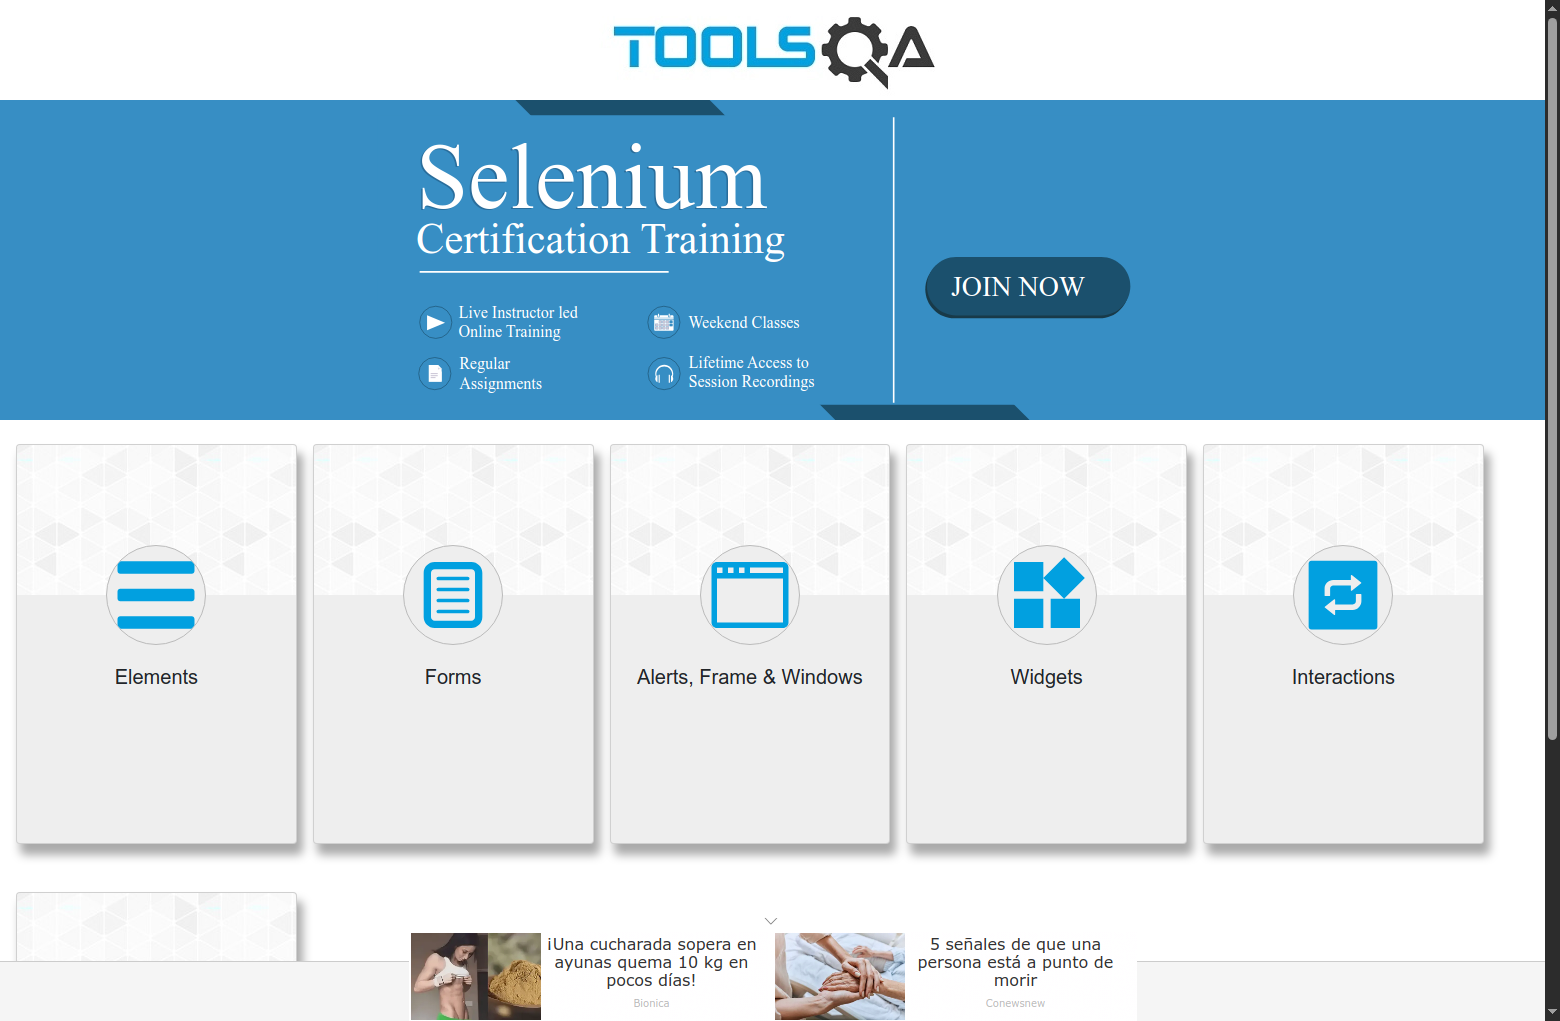 TOOLSQA
Selenium
Certification Training
JOIN NOW
Live Instructor led
Online Training
Weekend Classes
Regular
Assignments
Lifetime Access to
Session Recordings
Elements
Forms
Alerts, Frame & Windows
Widgets
Interactions
¡Una cucharada sopera en
ayunas quema 10 kg en
pocos días!
Bionica
5 señales de que una
persona está a punto de
morir
Conewsnew